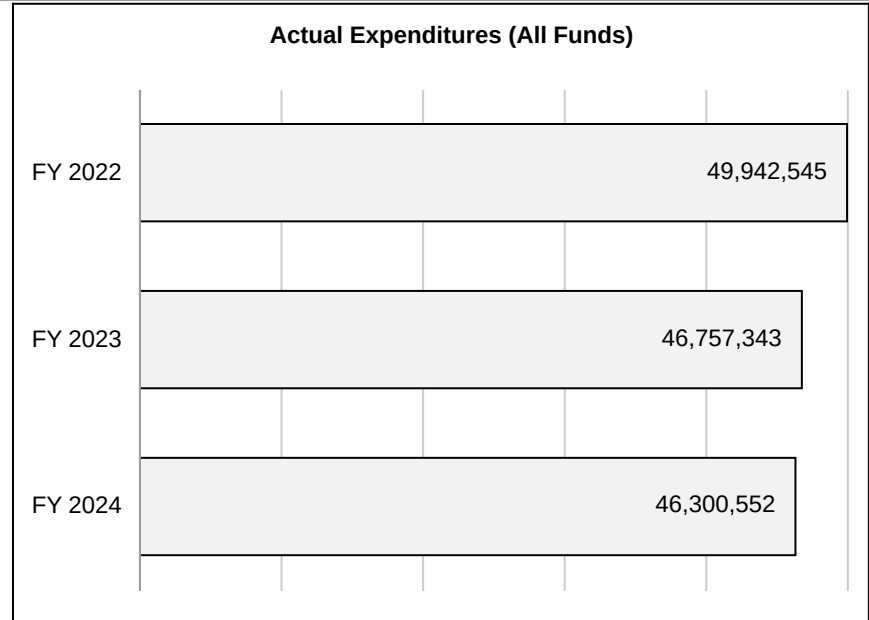 Actual Expenditures (All Funds)
FY 2022 49,942,545
FY 2023 46,757,343
FY 2024 46,300,552